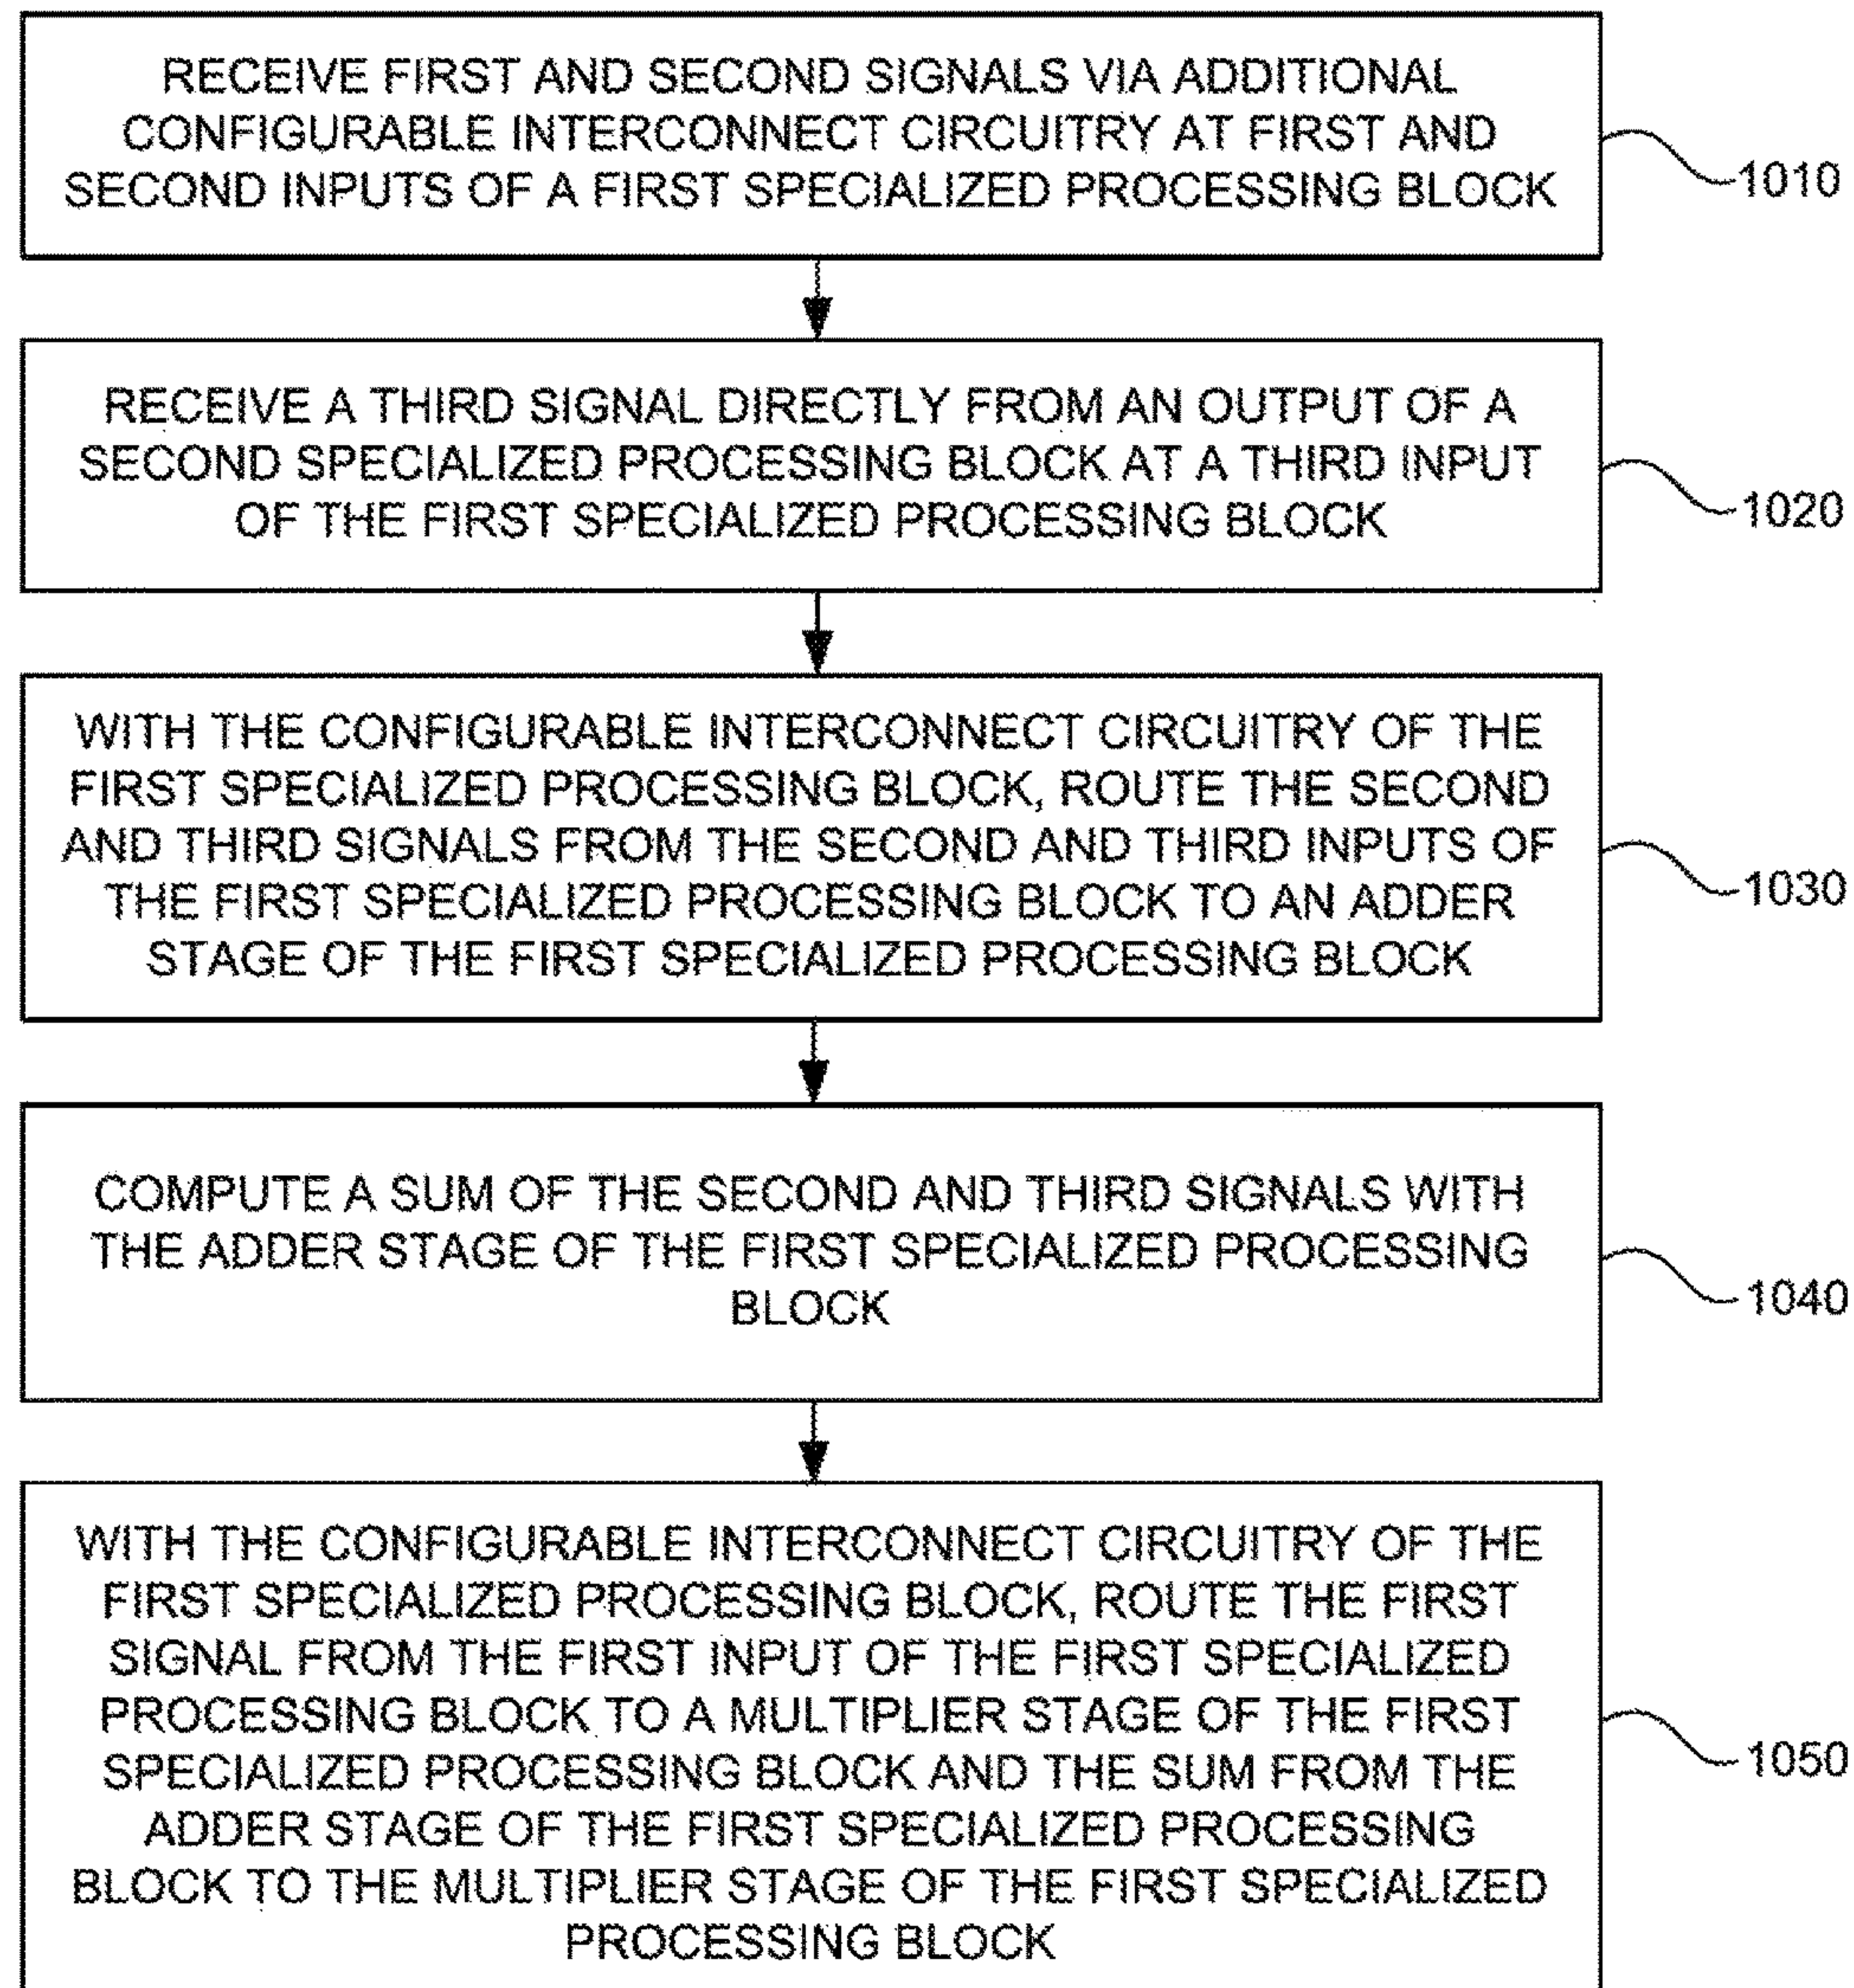 RECEIVE FIRST AND SECOND SIGNALS VIA ADDITIONAL
CONFIGURABLE INTERCONNECT CIRCUITRY AT FIRST AND
SECOND INPUTS OF A FIRST SPECIALIZED PROCESSING BLOCK
1010
RECEIVE A THIRD SIGNAL DIRECTLY FROM AN OUTPUT OF A
SECOND SPECIALIZED PROCESSING BLOCK AT A THIRD INPUT
OF THE FIRST SPECIALIZED PROCESSING BLOCK
1020
WITH THE CONFIGURABLE INTERCONNECT CIRCUITRY OF THE
FIRST SPECIALIZED PROCESSING BLOCK, ROUTE THE SECOND
AND THIRD SIGNALS FROM THE SECOND AND THIRD INPUTS OF
THE FIRST SPECIALIZED PROCESSING BLOCK TO AN ADDER
STAGE OF THE FIRST SPECIALIZED PROCESSING BLOCK
1030
COMPUTE A SUM OF THE SECOND AND THIRD SIGNALS WITH
THE ADDER STAGE OF THE FIRST SPECIALIZED PROCESSING
BLOCK
1040
WITH THE CONFIGURABLE INTERCONNECT CIRCUITRY OF THE
FIRST SPECIALIZED PROCESSING BLOCK, ROUTE THE FIRST
SIGNAL FROM THE FIRST INPUT OF THE FIRST SPECIALIZED
PROCESSING BLOCK TO A MULTIPLIER STAGE OF THE FIRST
SPECIALIZED PROCESSING BLOCK AND THE SUM FROM THE
ADDER STAGE OF THE FIRST SPECIALIZED PROCESSING
BLOCK TO THE MULTIPLIER STAGE OF THE FIRST SPECIALIZED
PROCESSING BLOCK
1050